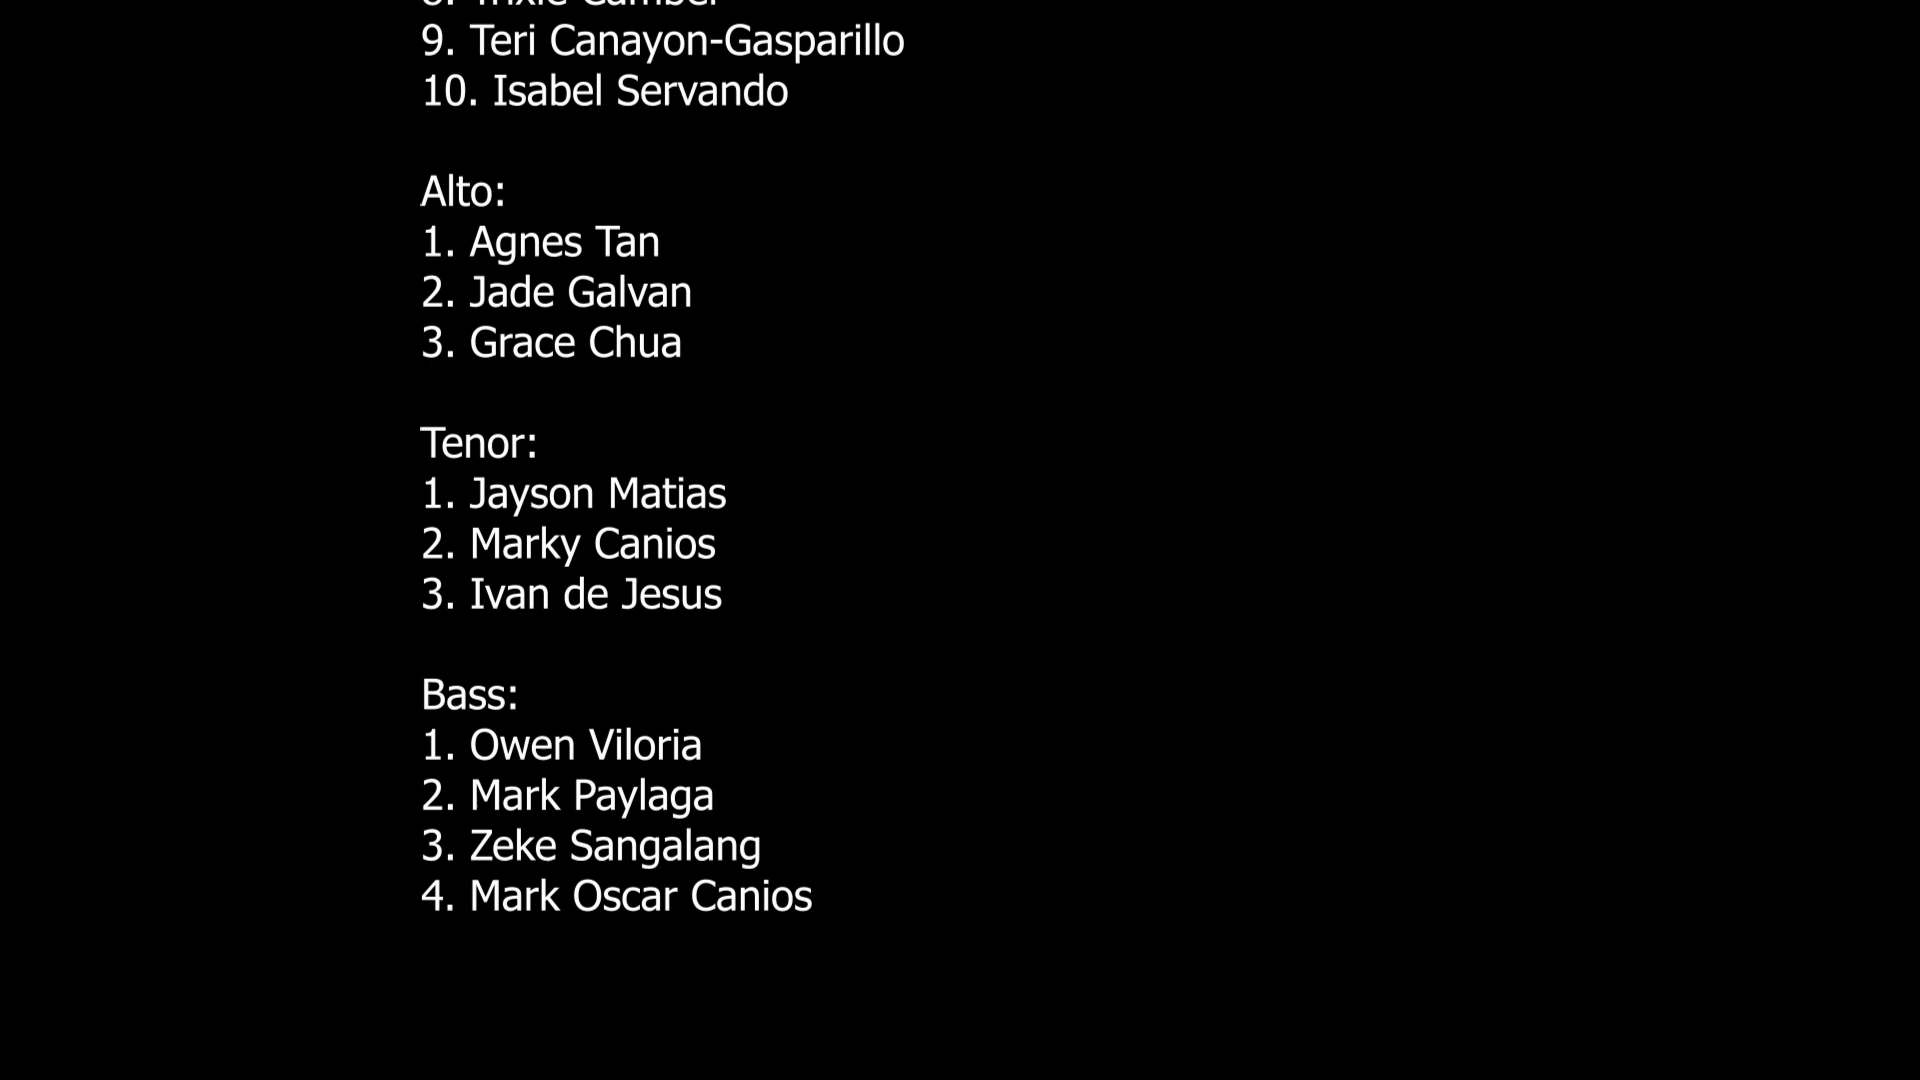 9. Teri Canayon-Gasparillo
10. Isabel Servando
Alto:
1. Agnes Tan
2. Jade Galvan
3. Grace Chua
Tenor:
1. Jayson Matias
2. Marky Canios
3. Ivan de Jesus
Bass:
1. Owen Viloria
2. Mark Paylaga
3. Zeke Sangalang
4. Mark Oscar Canios